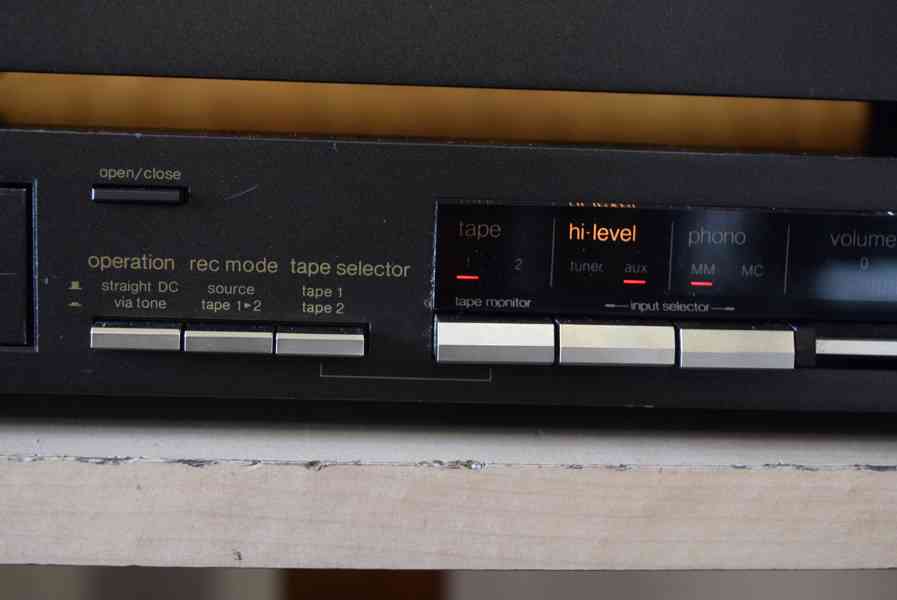 open/close
operation rec mode tape selector
straight DC source tape 1
via tone tape 1▸2 tape 2
tape hi-level phono volume
1 2 tuner aux MM MC 0
tape monitor input selector